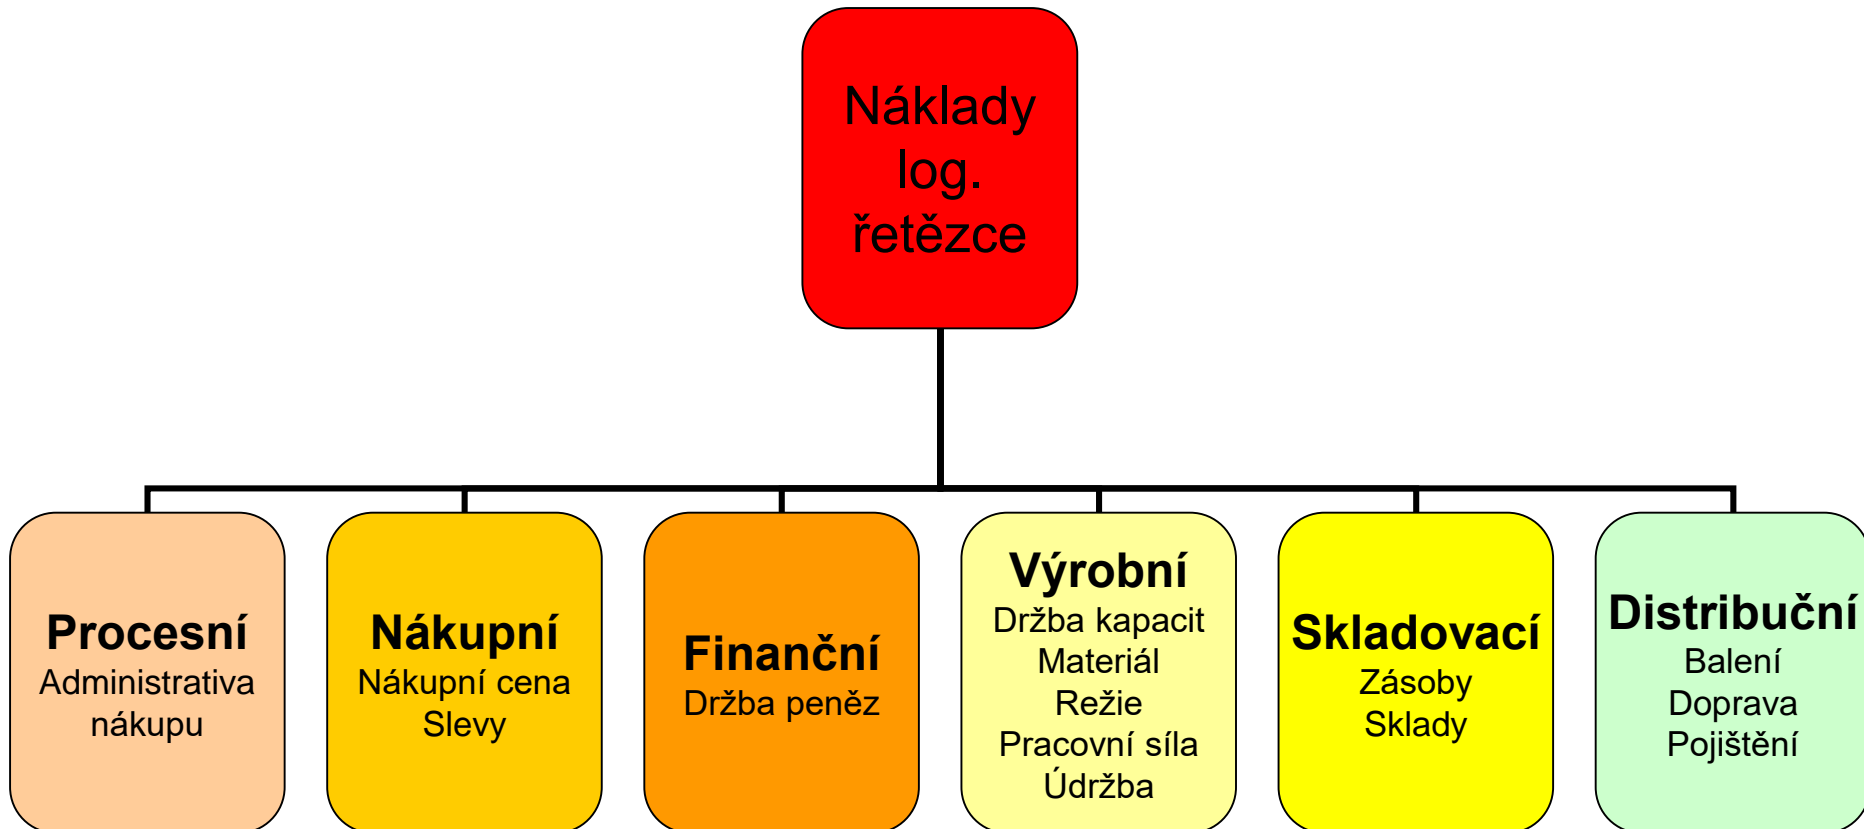 Náklady
log.
řetězce
Procesní
Administrativa
nákupu
Nákupní
Nákupní cena
Slevy
Finanční
Držba peněz
Výrobní
Držba kapacit
Materiál
Režie
Pracovní síla
Údržba
Skladovací
Zásoby
Sklady
Distribuční
Balení
Doprava
Pojištění